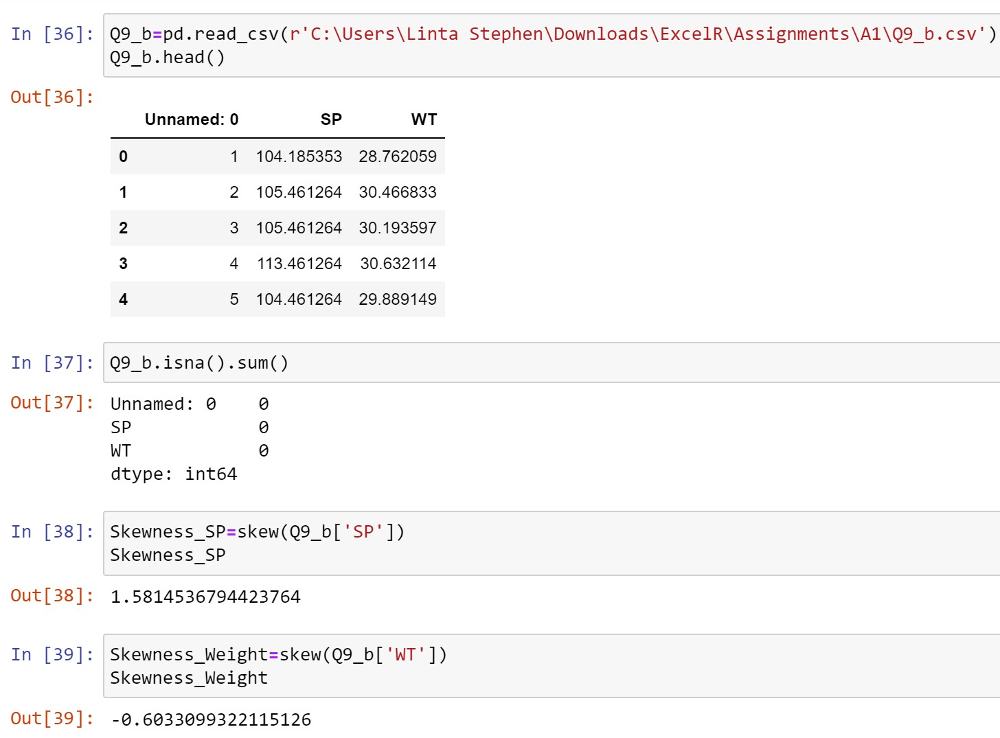 In [36]: Q9_b=pd.read_csv(r'C:\Users\Linta Stephen\Downloads\ExcelR\Assignments\A1\Q9_b.csv')
Q9_b.head()
Out[36]:
Unnamed: 0 SP WT
0 1 104.185353 28.762059
1 2 105.461264 30.466833
2 3 105.461264 30.193597
3 4 113.461264 30.632114
4 5 104.461264 29.889149
In [37]: Q9_b.isna().sum()
Out[37]: Unnamed: 0 0
SP 0
WT 0
dtype: int64
In [38]: Skewness_SP=skew(Q9_b['SP'])
Skewness_SP
Out[38]: 1.5814536794423764
In [39]: Skewness_Weight=skew(Q9_b['WT'])
Skewness_Weight
Out[39]: -0.6033099322115126